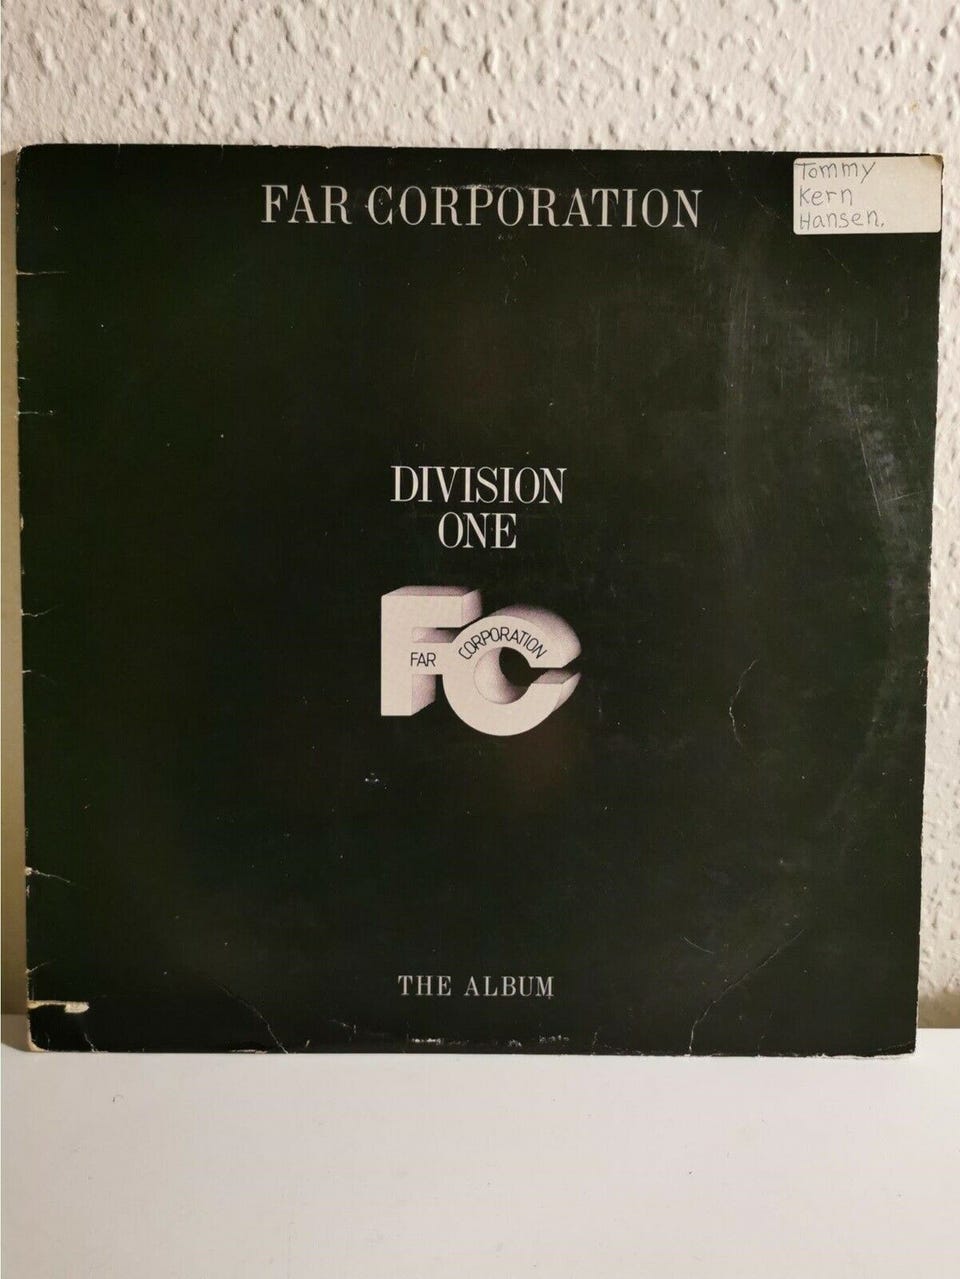 FAR CORPORATION
Tommy
Kern
Hansen.
DIVISION
ONE
FC
FAR CORPORATION
THE ALBUM